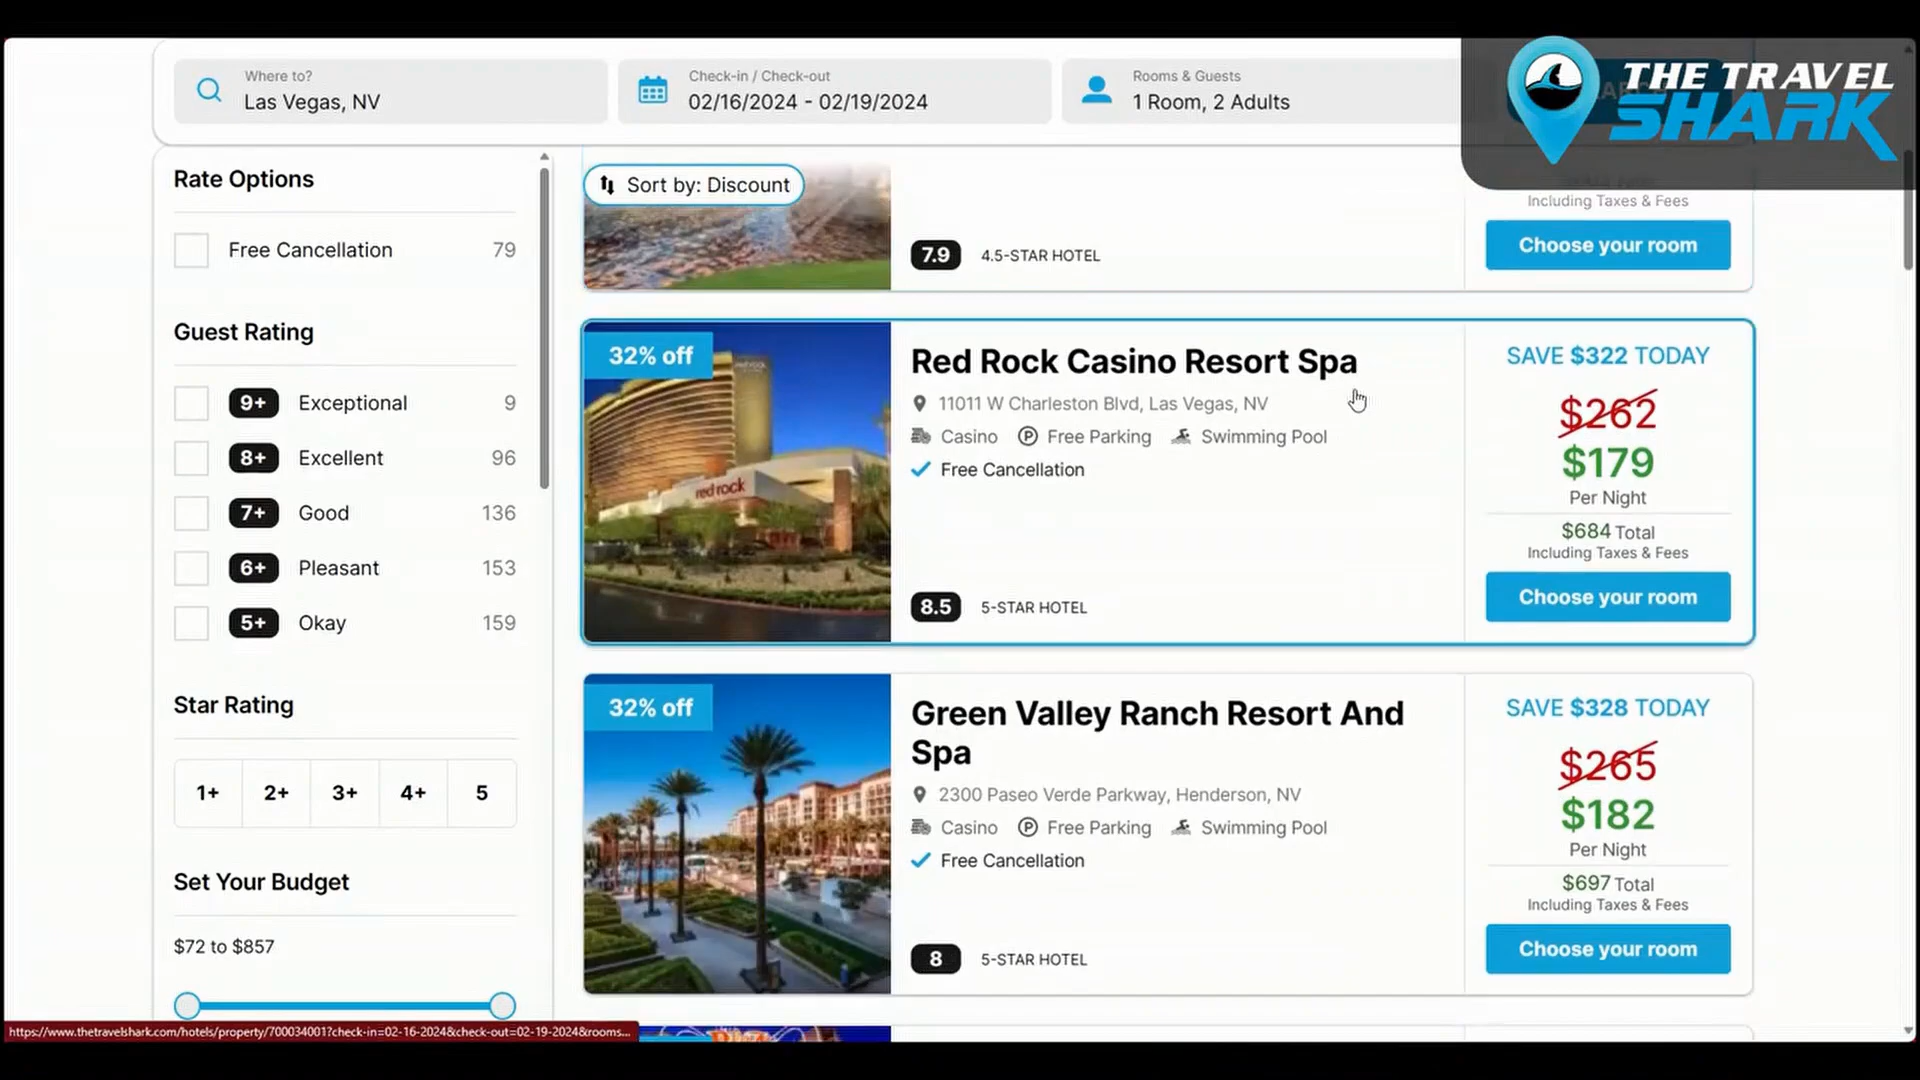 Where to?
Las Vegas, NV
Check-in / Check-out
02/16/2024 - 02/19/2024
Rooms & Guests
1 Room, 2 Adults
THE TRAVEL
SHARK
Rate Options
Free Cancellation 79
Guest Rating
9+ Exceptional 9
8+ Excellent 96
7+ Good 136
6+ Pleasant 153
5+ Okay 159
Star Rating
1+ 2+ 3+ 4+ 5
Set Your Budget
$72 to $857
Sort by: Discount
7.9 4.5-STAR HOTEL
Including Taxes & Fees
Choose your room
32% off
red rock
Red Rock Casino Resort Spa
11011 W Charleston Blvd, Las Vegas, NV
Casino Free Parking Swimming Pool
Free Cancellation
8.5 5-STAR HOTEL
SAVE $322 TODAY
$262
$179
Per Night
$684 Total
Including Taxes & Fees
Choose your room
32% off
Green Valley Ranch Resort And
Spa
2300 Paseo Verde Parkway, Henderson, NV
Casino Free Parking Swimming Pool
Free Cancellation
8 5-STAR HOTEL
SAVE $328 TODAY
$265
$182
Per Night
$697 Total
Including Taxes & Fees
Choose your room
https://www.thetravelshark.com/hotels/property/700034001?check-in=02-16-2024&check-out=02-19-2024&rooms...